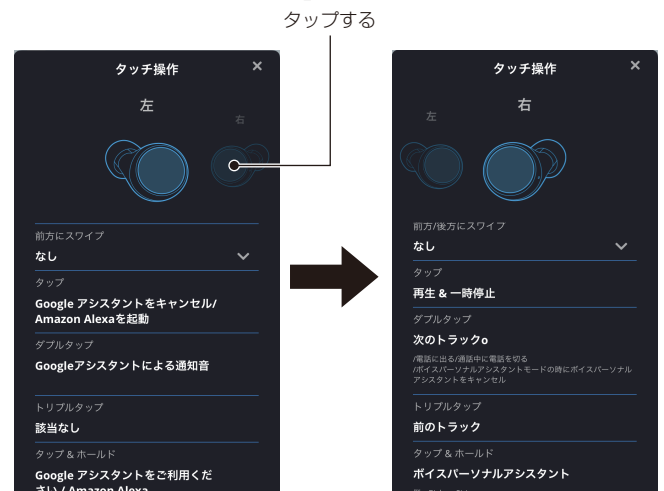 タップする
タッチ操作
×
左
右
前方にスワイプ
なし
タップ
Google アシスタントをキャンセル/
Amazon Alexaを起動
ダブルタップ
Googleアシスタントによる通知音
トリプルタップ
該当なし
タップ & ホールド
Google アシスタントをご利用くだ
さい / Amazon Alexa
タッチ操作
×
左
右
前方/後方にスワイプ
なし
タップ
再生 & 一時停止
ダブルタップ
次のトラックo
/電話に出る/通話中に電話を切る
/ボイスパーソナルアシスタントモードの時にボイスパーソナル
アシスタントをキャンセル
トリプルタップ
前のトラック
タップ & ホールド
ボイスパーソナルアシスタント